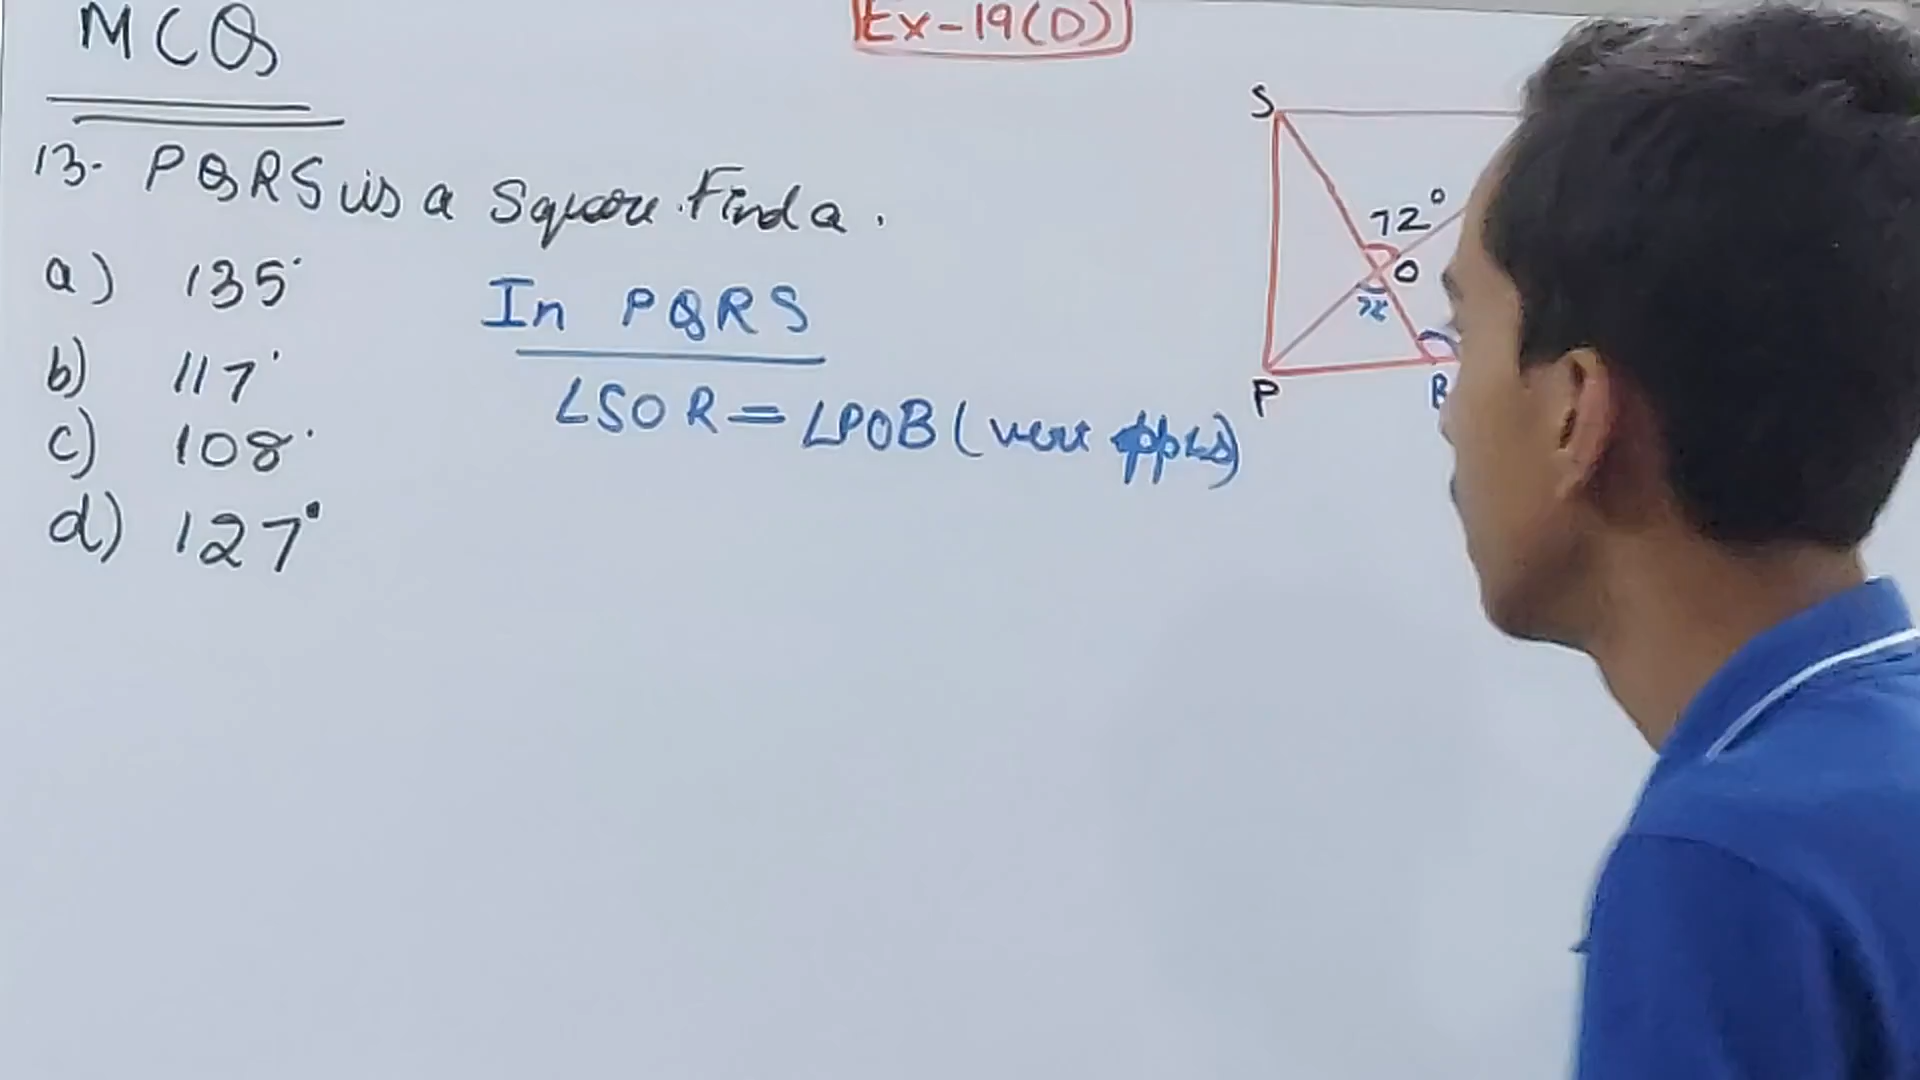 MCQ
Ex-19(D)
13. PQRS is a Square. Find a.
a) 135°
b) 117°
c) 108°
d) 127°
In PQRS
∠SOR = ∠POB (vert opp ∠s)
S
72°
O
x
P
B